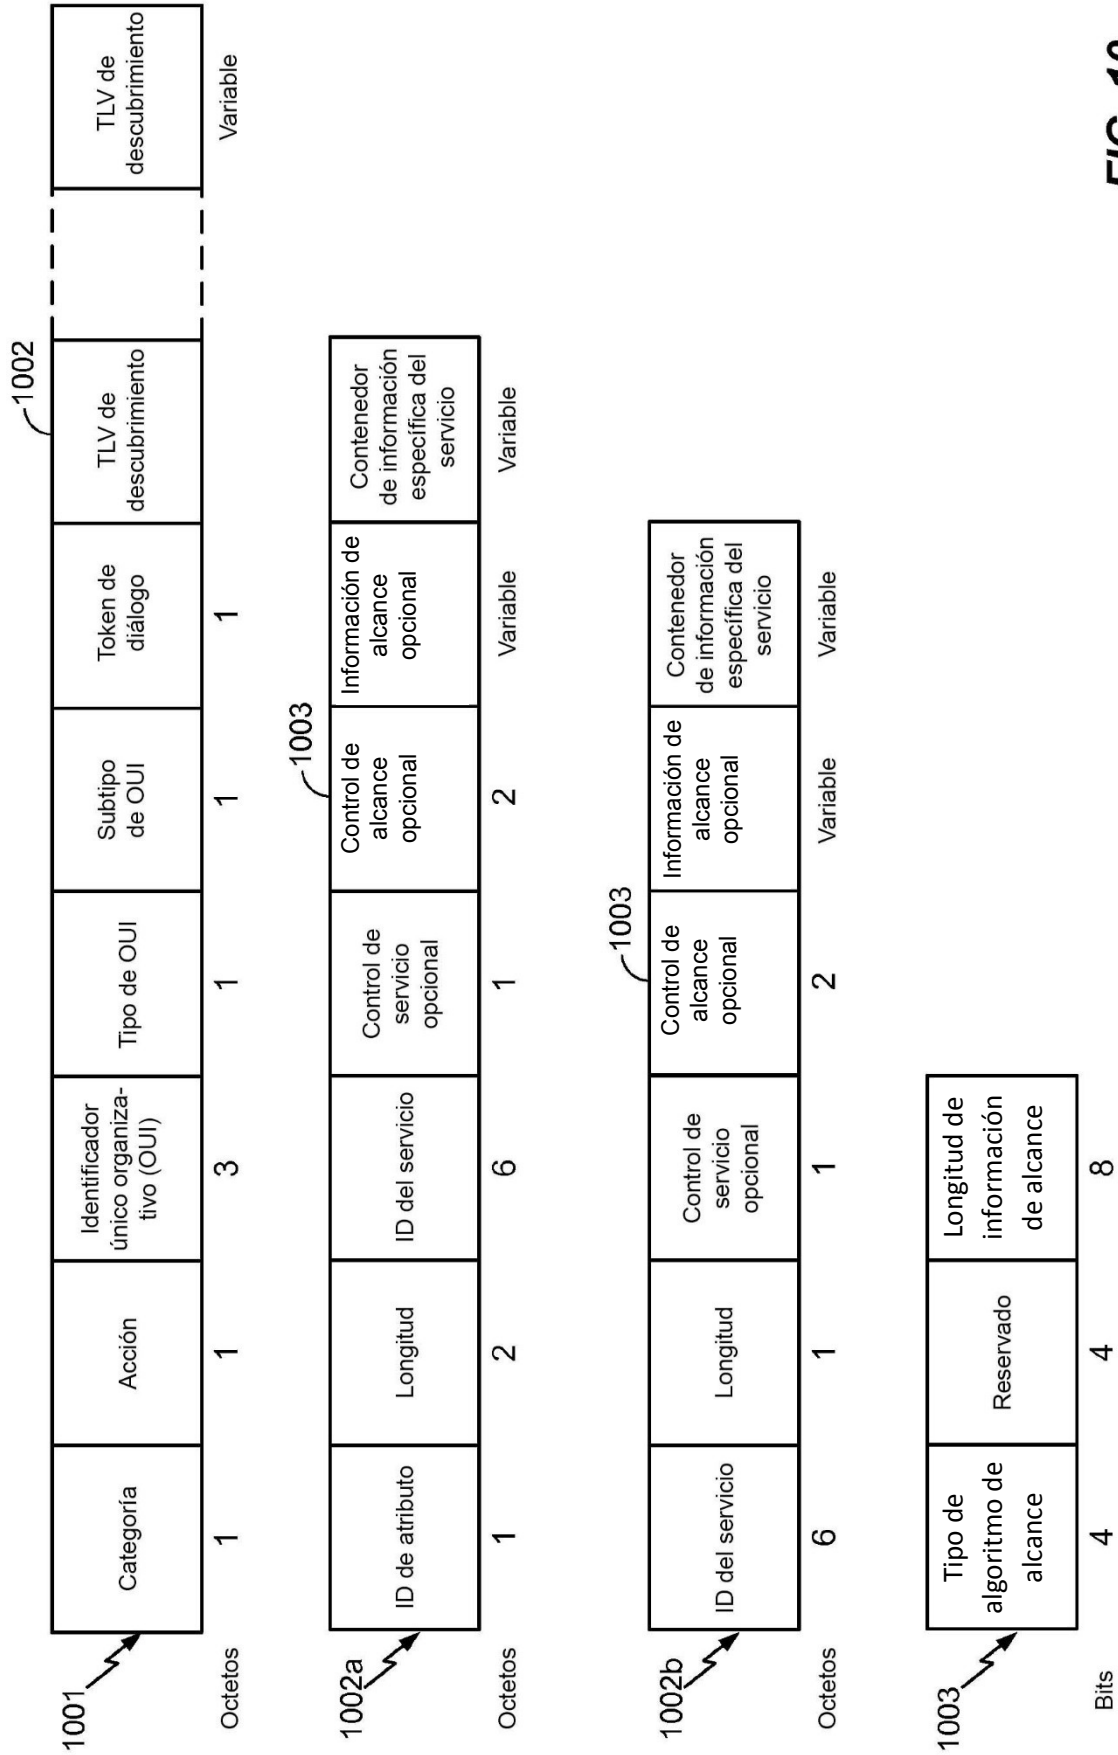 1002
1001
Categoría
Acción
Identificador
único organiza-
tivo (OUI)
Tipo de OUI
Subtipo
de OUI
Token de
diálogo
TLV de
descubrimiento
TLV de
descubrimiento
Octetos 1 1 3 1 1 1 Variable
1003
1002a
ID de atributo
Longitud
ID del servicio
Control de
servicio
opcional
Control de
alcance
opcional
Información de
alcance
opcional
Contenedor
de información
específica del
servicio
Octetos 1 2 6 1 2 Variable Variable
1003
1002b
ID del servicio
Longitud
Control de
servicio
opcional
Control de
alcance
opcional
Información de
alcance
opcional
Contenedor
de información
específica del
servicio
Octetos 6 1 1 2 Variable Variable
1003
Tipo de
algoritmo de
alcance
Reservado
Longitud de
información
de alcance
Bits 4 4 8
FIG. 10